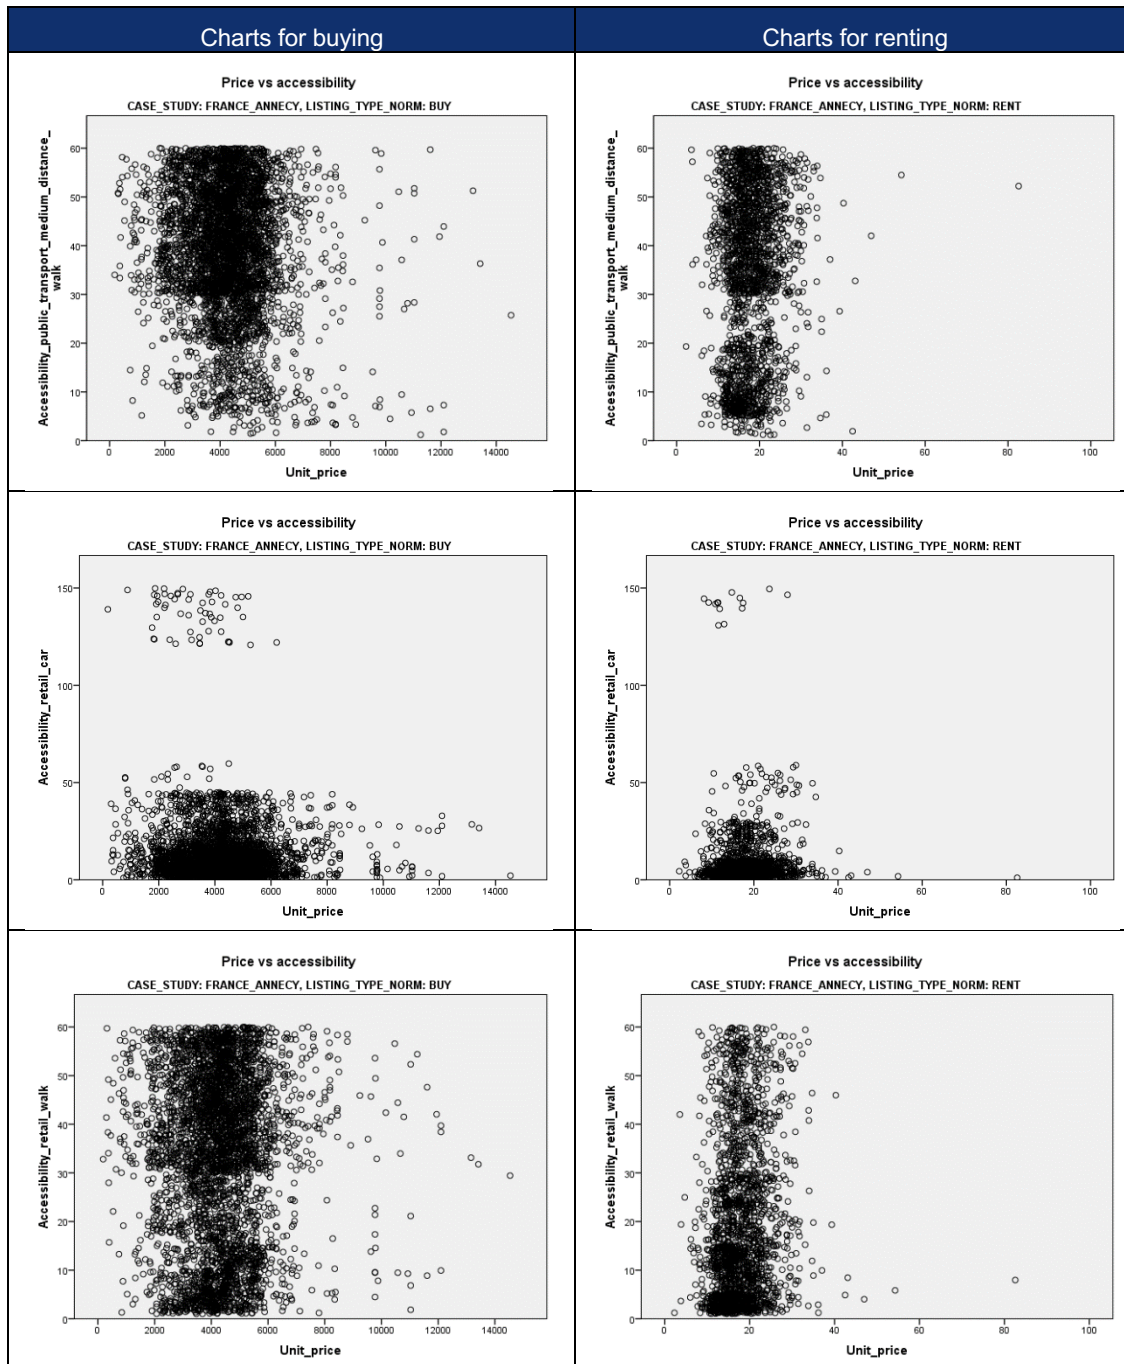 Charts for buying
Charts for renting
Price vs accessibility
CASE_STUDY: FRANCE_ANNECY, LISTING_TYPE_NORM: BUY
Accessibility_public_transport_medium_distance_
walk
60
50
40
30
20
10
0
0 2000 4000 6000 8000 10000 12000 14000
Unit_price
Price vs accessibility
CASE_STUDY: FRANCE_ANNECY, LISTING_TYPE_NORM: RENT
Accessibility_public_transport_medium_distance_
walk
60
50
40
30
20
10
0
0 20 40 60 80 100
Unit_price
Price vs accessibility
CASE_STUDY: FRANCE_ANNECY, LISTING_TYPE_NORM: BUY
Accessibility_retail_car
150
100
50
0
0 2000 4000 6000 8000 10000 12000 14000
Unit_price
Price vs accessibility
CASE_STUDY: FRANCE_ANNECY, LISTING_TYPE_NORM: RENT
Accessibility_retail_car
150
100
50
0
0 20 40 60 80 100
Unit_price
Price vs accessibility
CASE_STUDY: FRANCE_ANNECY, LISTING_TYPE_NORM: BUY
Accessibility_retail_walk
60
50
40
30
20
10
0
0 2000 4000 6000 8000 10000 12000 14000
Unit_price
Price vs accessibility
CASE_STUDY: FRANCE_ANNECY, LISTING_TYPE_NORM: RENT
Accessibility_retail_walk
60
50
40
30
20
10
0
0 20 40 60 80 100
Unit_price